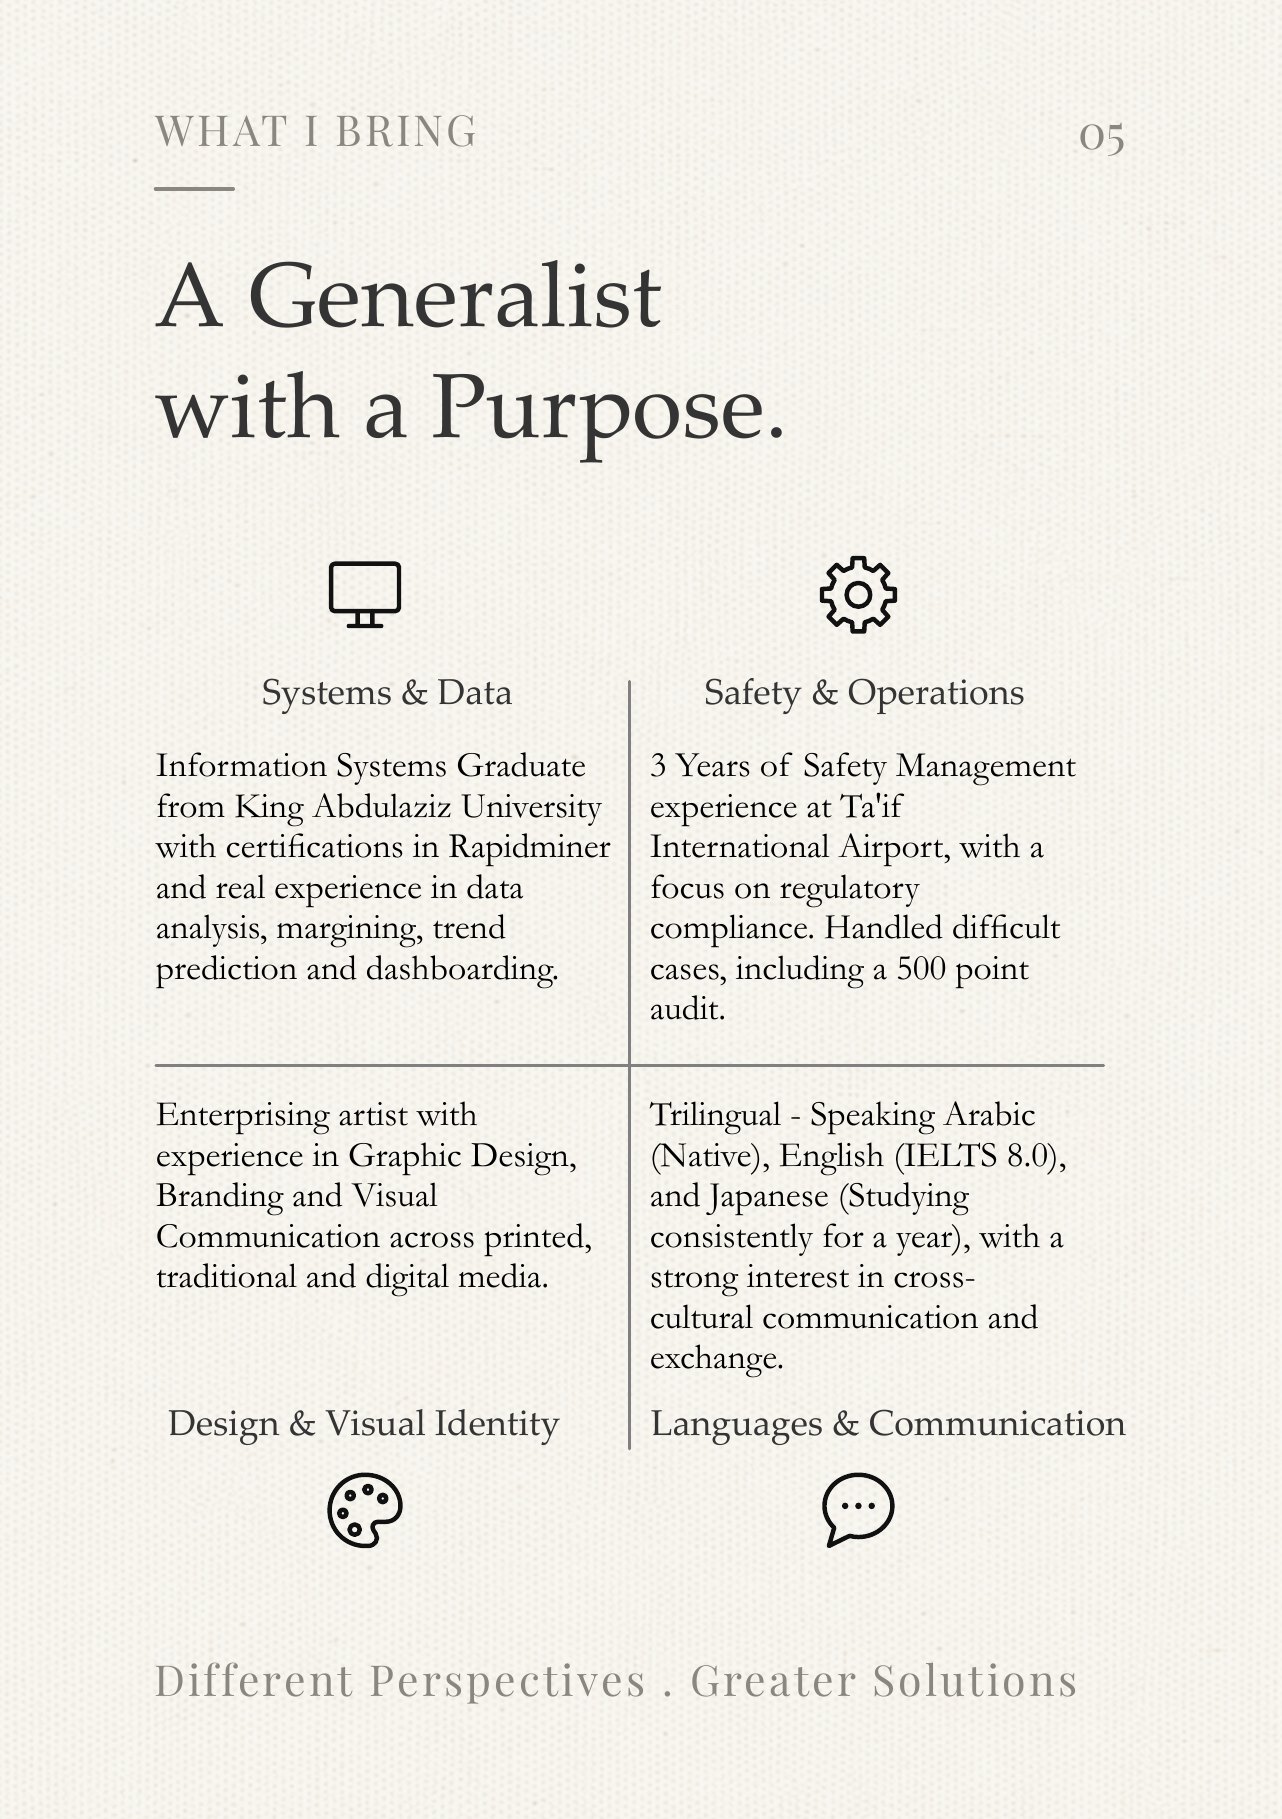 WHAT I BRING
05
A Generalist
with a Purpose.
Systems & Data
Information Systems Graduate
from King Abdulaziz University
with certifications in Rapidminer
and real experience in data
analysis, margining, trend
prediction and dashboarding.
Safety & Operations
3 Years of Safety Management
experience at Ta'if
International Airport, with a
focus on regulatory
compliance. Handled difficult
cases, including a 500 point
audit.
Enterprising artist with
experience in Graphic Design,
Branding and Visual
Communication across printed,
traditional and digital media.
Design & Visual Identity
Trilingual - Speaking Arabic
(Native), English (IELTS 8.0),
and Japanese (Studying
consistently for a year), with a
strong interest in cross-
cultural communication and
exchange.
Languages & Communication
Different Perspectives . Greater Solutions